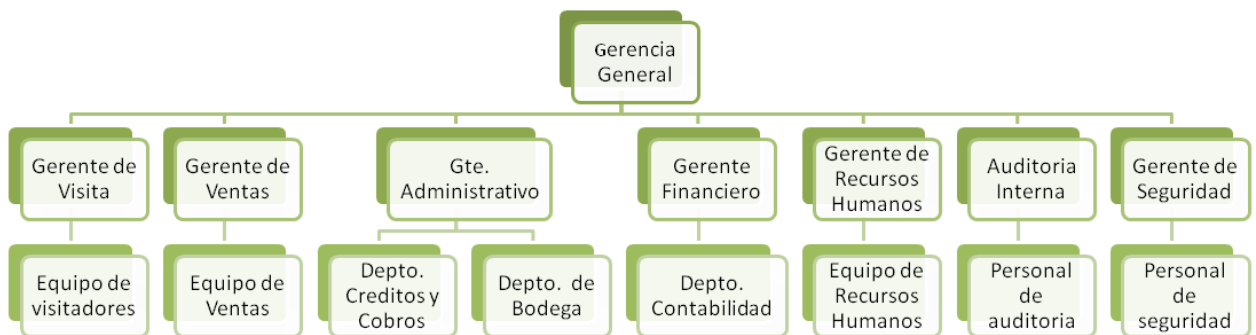 Gerencia
General
Gerente de
Visita
Gerente de
Ventas
Gte.
Administrativo
Gerente
Financiero
Gerente de
Recursos
Humanos
Auditoria
Interna
Gerente de
Seguridad
Equipo de
visitadores
Equipo de
Ventas
Depto.
Creditos y
Cobros
Depto. de
Bodega
Depto.
Contabilidad
Equipo de
Recursos
Humanos
Personal
de
auditoria
Personal
de
seguridad